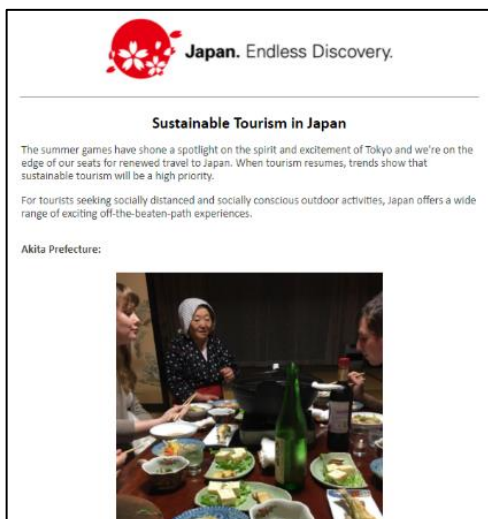 Japan. Endless Discovery.
Sustainable Tourism in Japan
The summer games have shone a spotlight on the spirit and excitement of Tokyo and we're on the
edge of our seats for renewed travel to Japan. When tourism resumes, trends show that
sustainable tourism will be a high priority.
For tourists seeking socially distanced and socially conscious outdoor activities, Japan offers a wide
range of exciting off-the-beaten-path experiences.
Akita Prefecture: